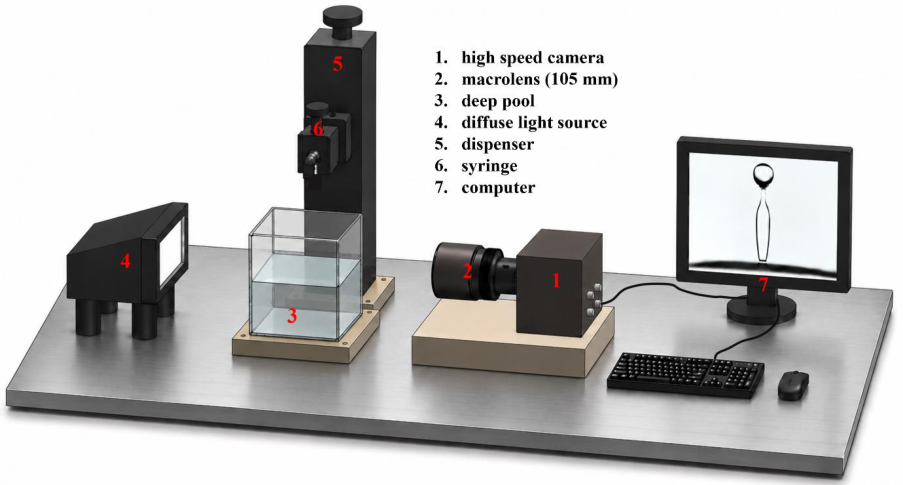 1. high speed camera
2. macrolens (105 mm)
3. deep pool
4. diffuse light source
5. dispenser
6. syringe
7. computer
5
6
4
3
2
1
7